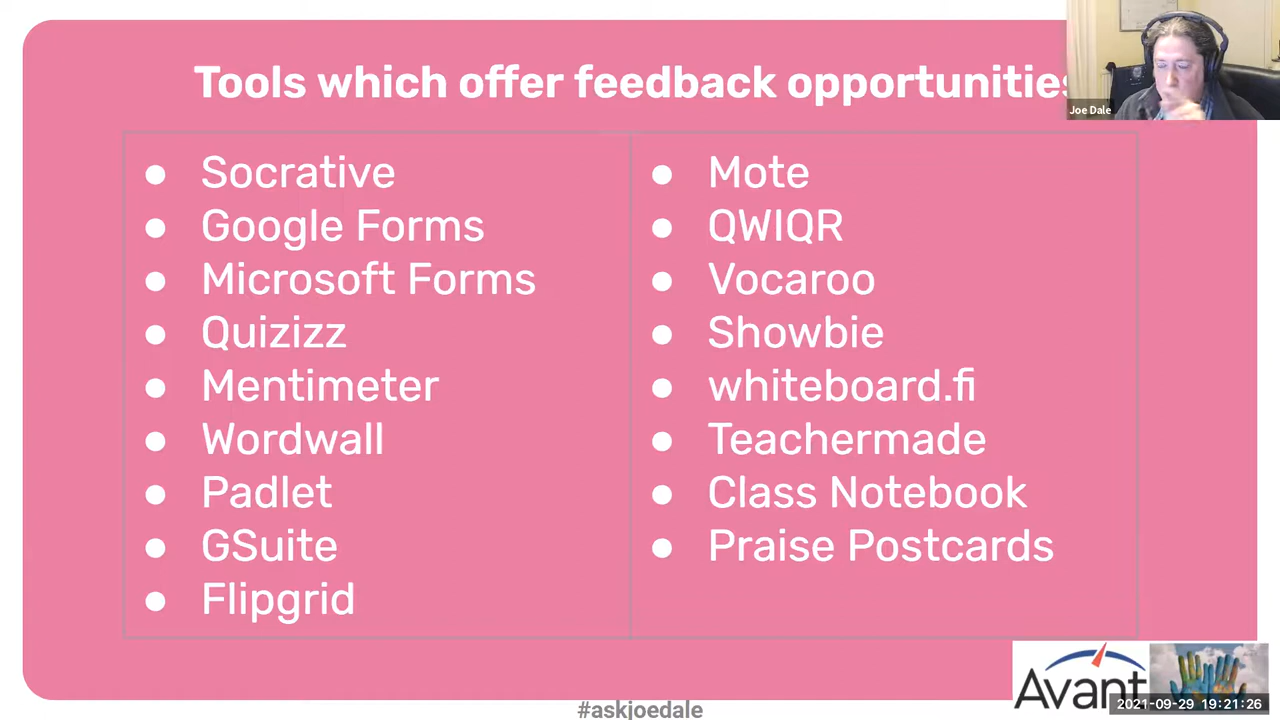 Tools which offer feedback opportunities
Joe Dale
Socrative
Google Forms
Microsoft Forms
Quizizz
Mentimeter
Wordwall
Padlet
GSuite
Flipgrid
Mote
QWIQR
Vocaroo
Showbie
whiteboard.fi
Teachermade
Class Notebook
Praise Postcards
Avant
2021-09-29 19:21:26
#askjoedale